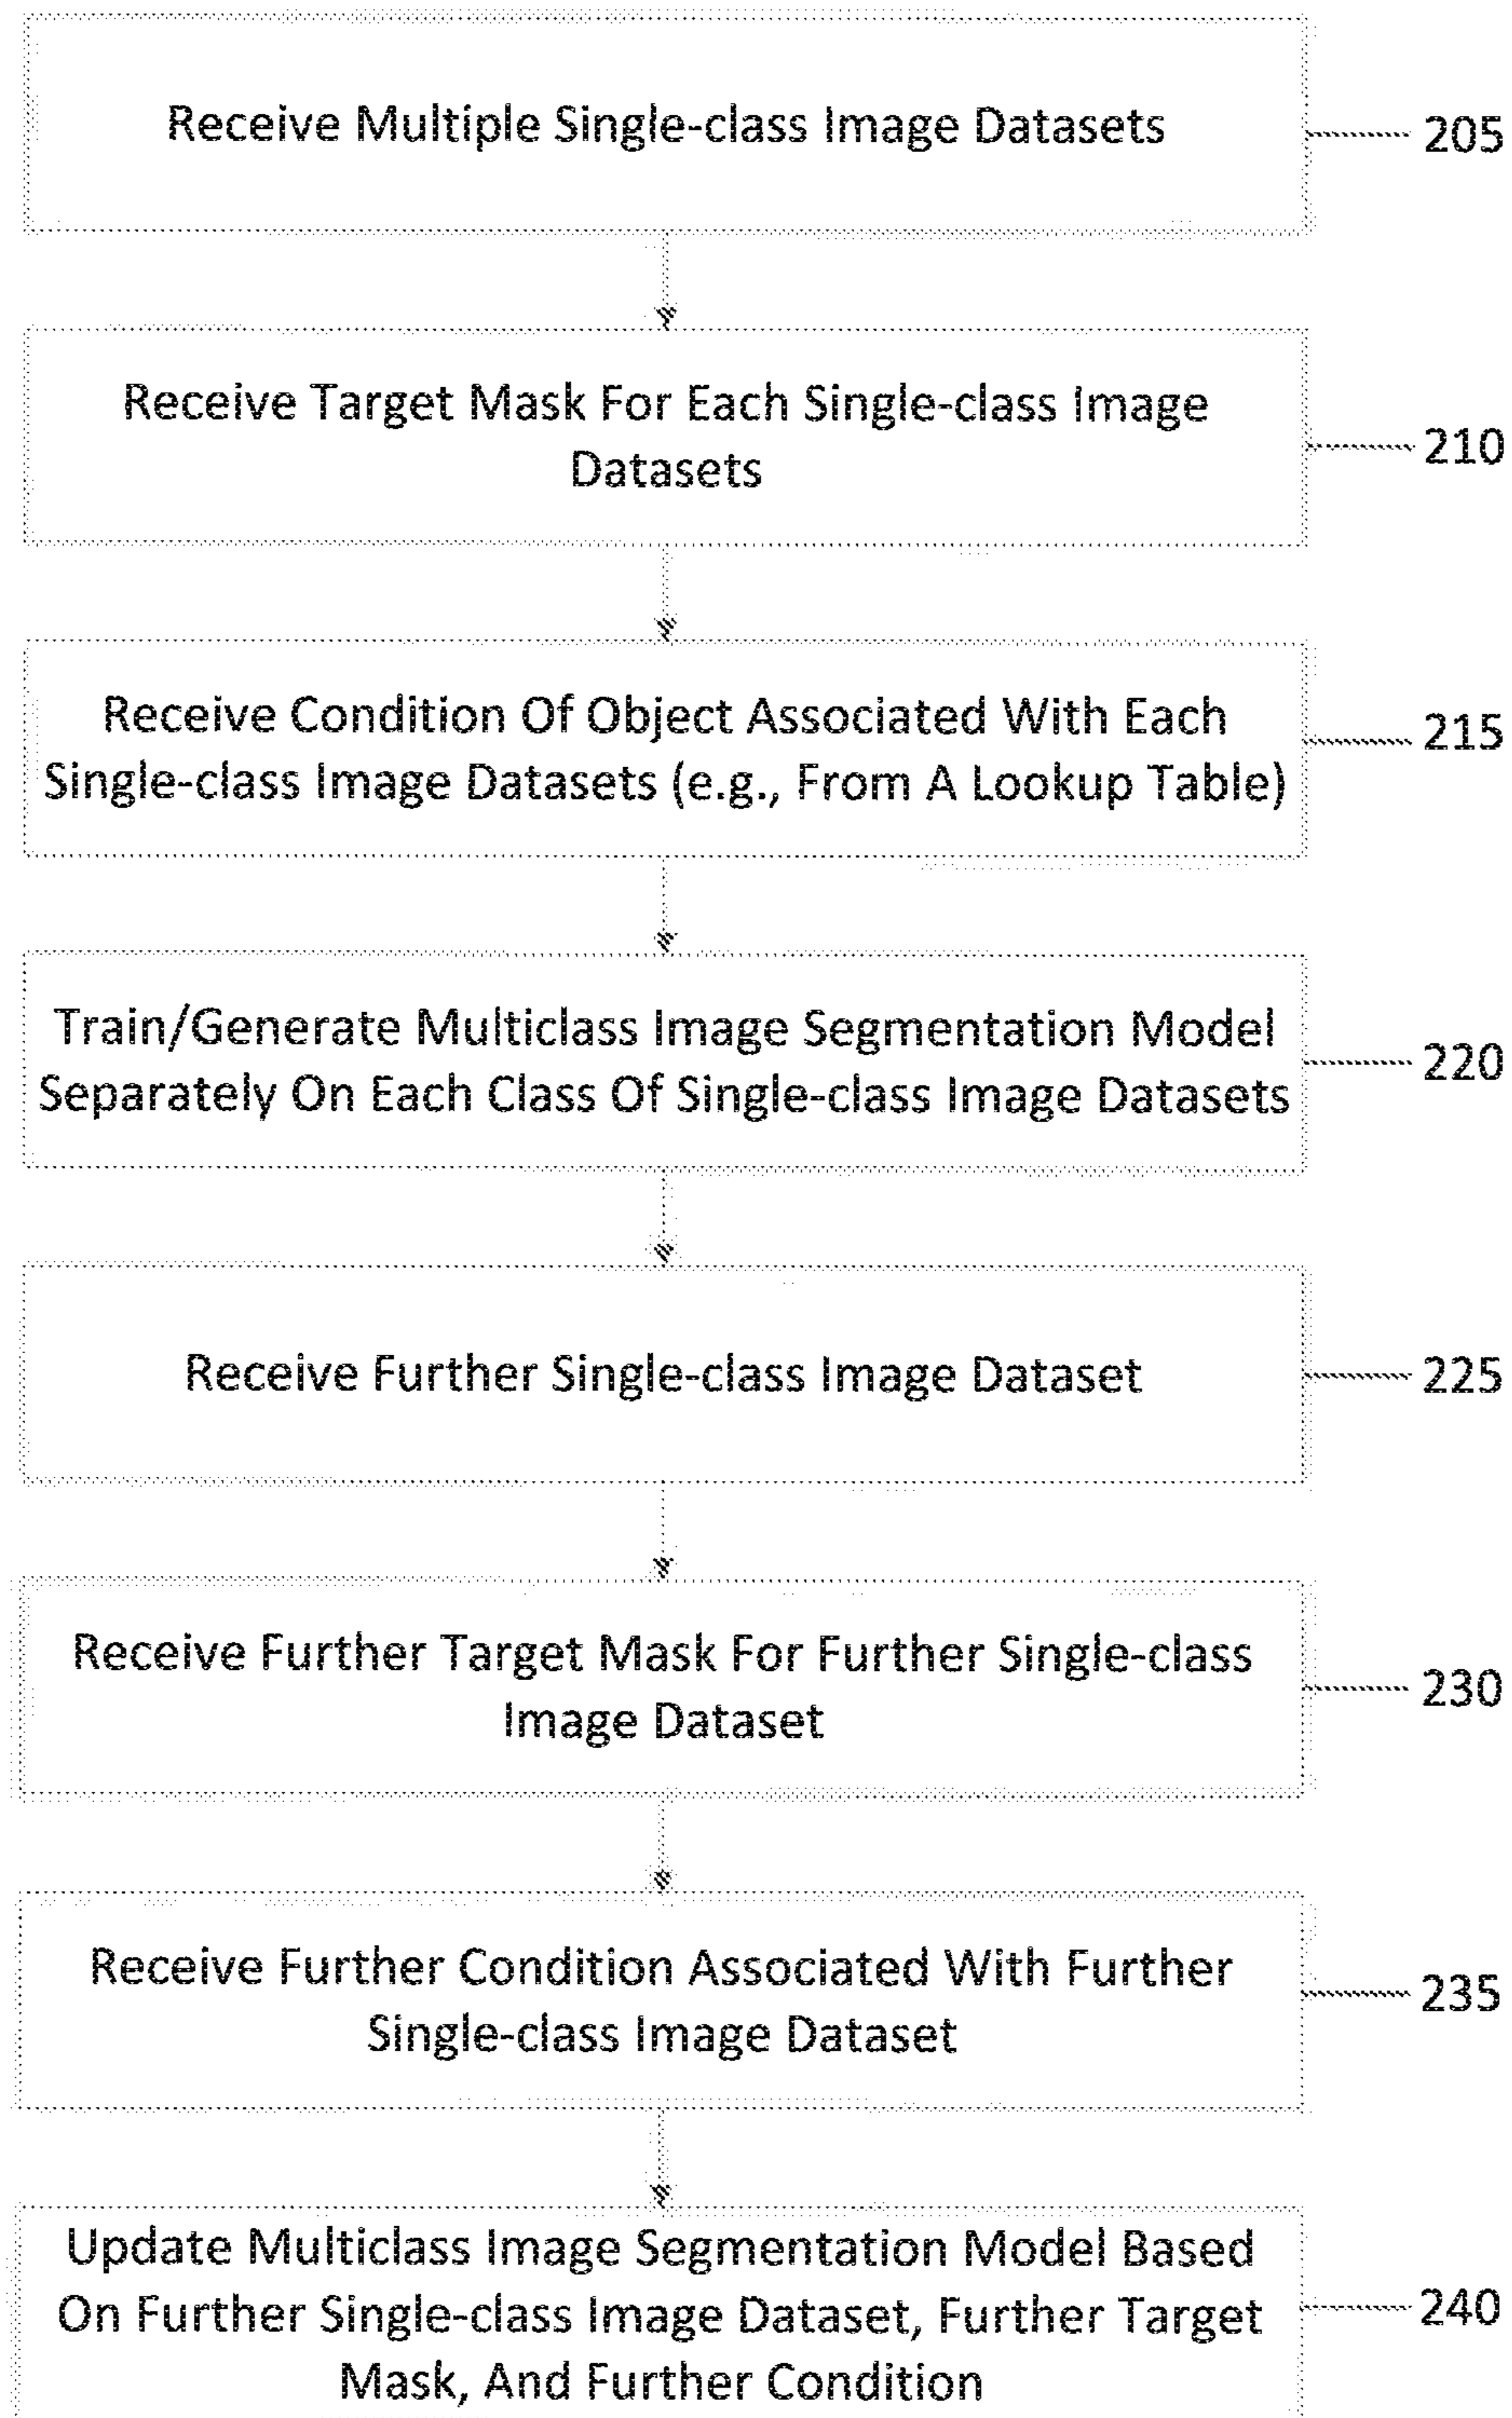 Receive Multiple Single-class Image Datasets
205
Receive Target Mask For Each Single-class Image
Datasets
210
Receive Condition Of Object Associated With Each
Single-class Image Datasets (e.g., From A Lookup Table)
215
Train/Generate Multiclass Image Segmentation Model
Separately On Each Class Of Single-class Image Datasets
220
Receive Further Single-class Image Dataset
225
Receive Further Target Mask For Further Single-class
Image Dataset
230
Receive Further Condition Associated With Further
Single-class Image Dataset
235
Update Multiclass Image Segmentation Model Based
On Further Single-class Image Dataset, Further Target
Mask, And Further Condition
240